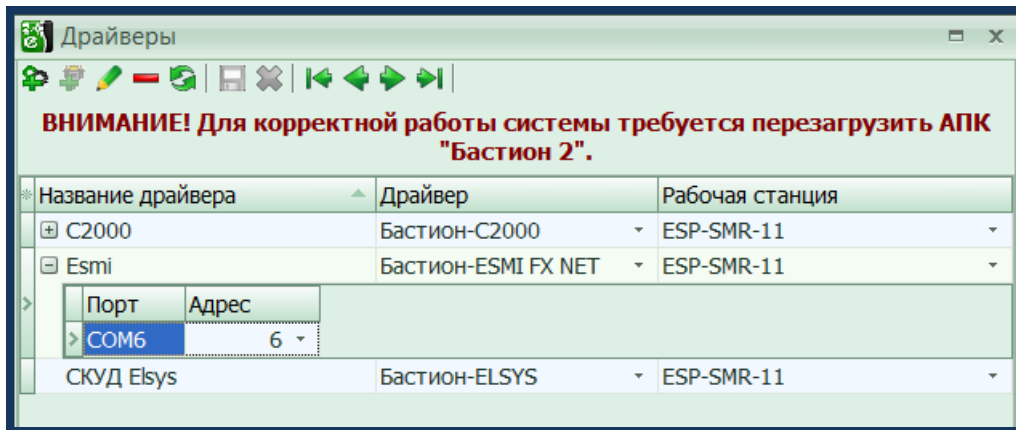 Драйверы
ВНИМАНИЕ! Для корректной работы системы требуется перезагрузить АПК
"Бастион 2".
Название драйвера Драйвер Рабочая станция
С2000 Бастион-С2000 ESP-SMR-11
Esmi Бастион-ESMI FX NET ESP-SMR-11
Порт Адрес
COM6 6
СКУД Elsys Бастион-ELSYS ESP-SMR-11